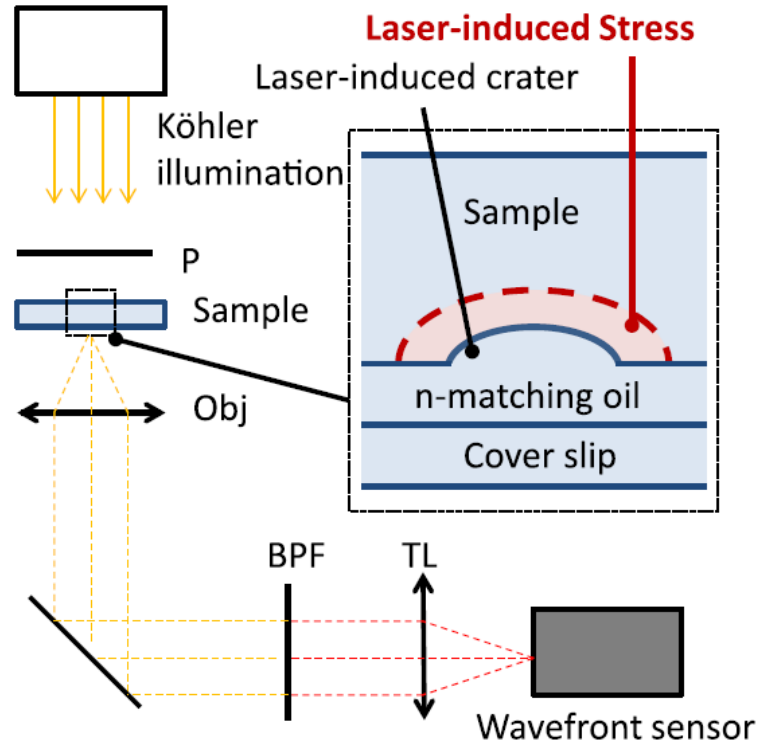 Laser-induced Stress
Laser-induced crater
Köhler
illumination
Sample
P
Sample
Obj
n-matching oil
Cover slip
BPF
TL
Wavefront sensor